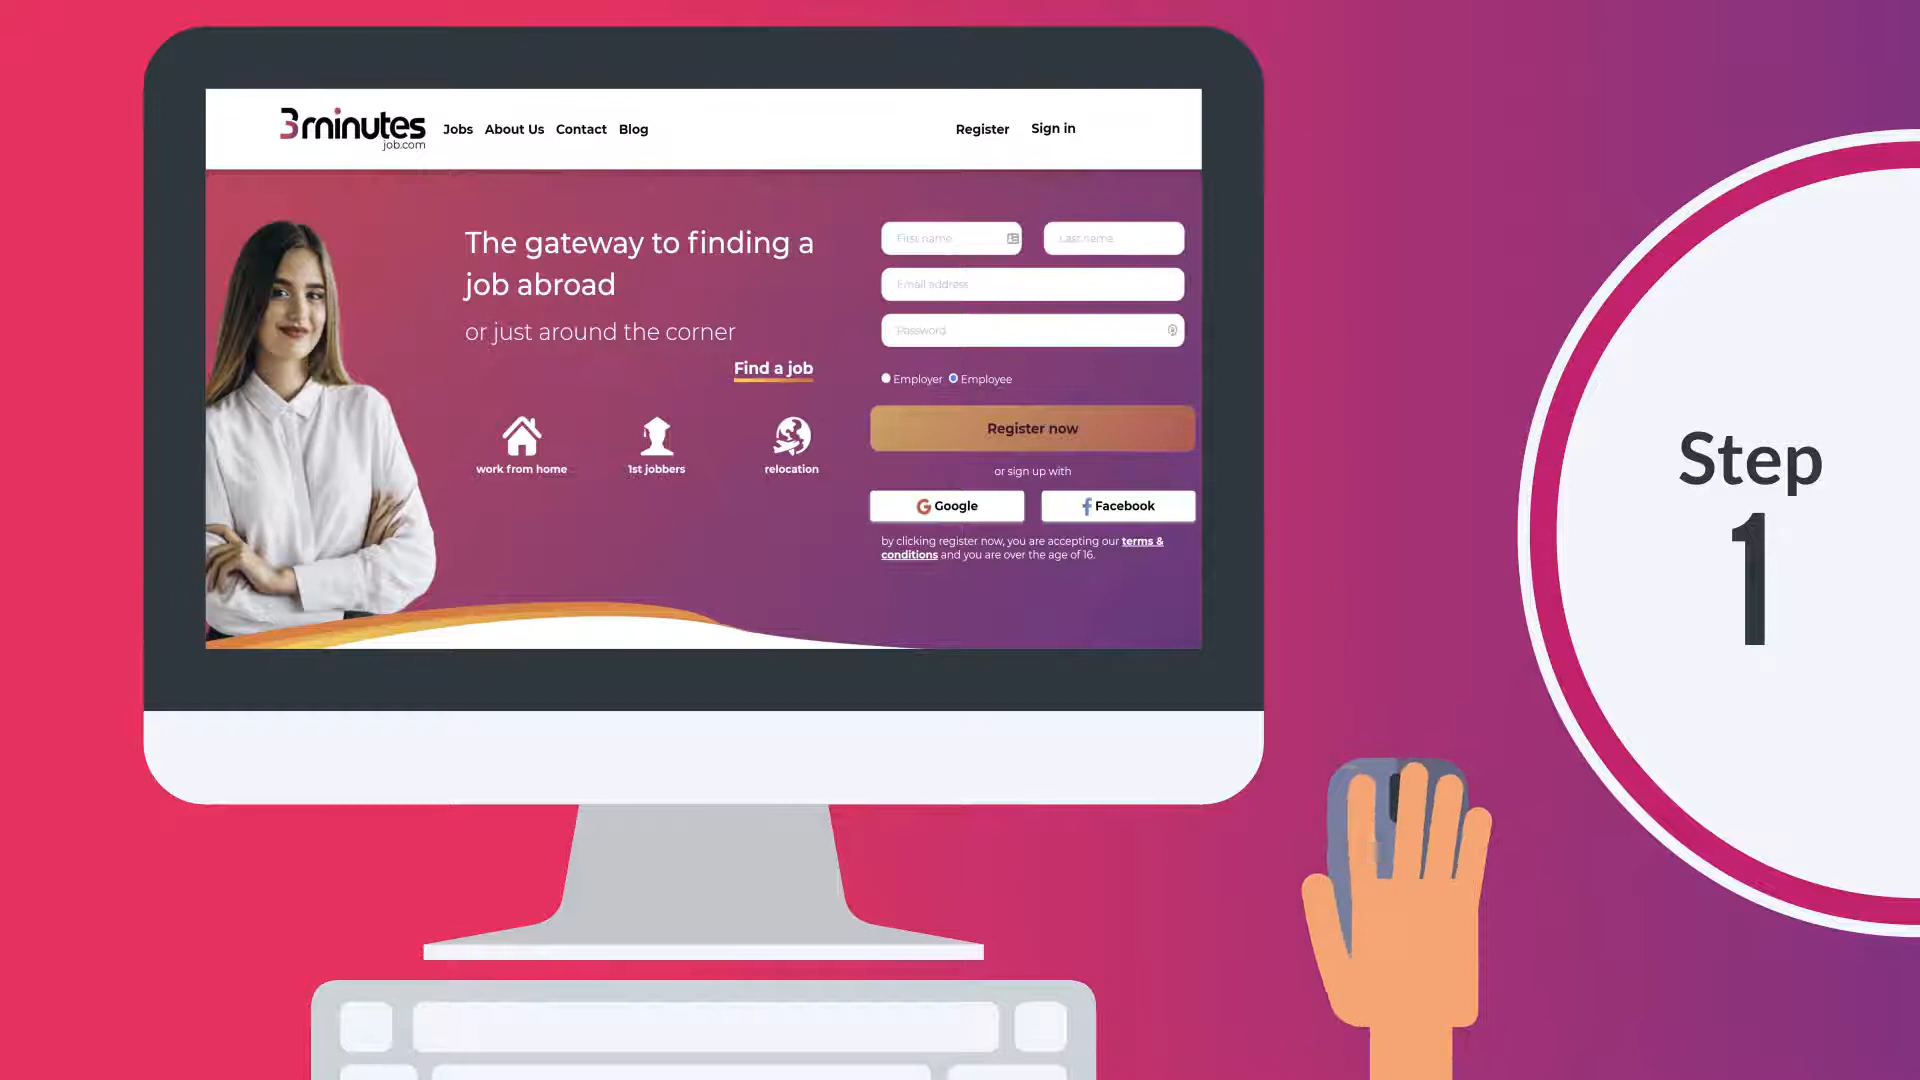 3minutes
job.com
Jobs About Us Contact Blog
Register Sign in
The gateway to finding a
job abroad
or just around the corner
Find a job
work from home
1st jobbers
relocation
First name
Last name
Email address
Password
Employer Employee
Register now
or sign up with
Google
Facebook
by clicking register now, you are accepting our terms &
conditions and you are over the age of 16.
Step
1